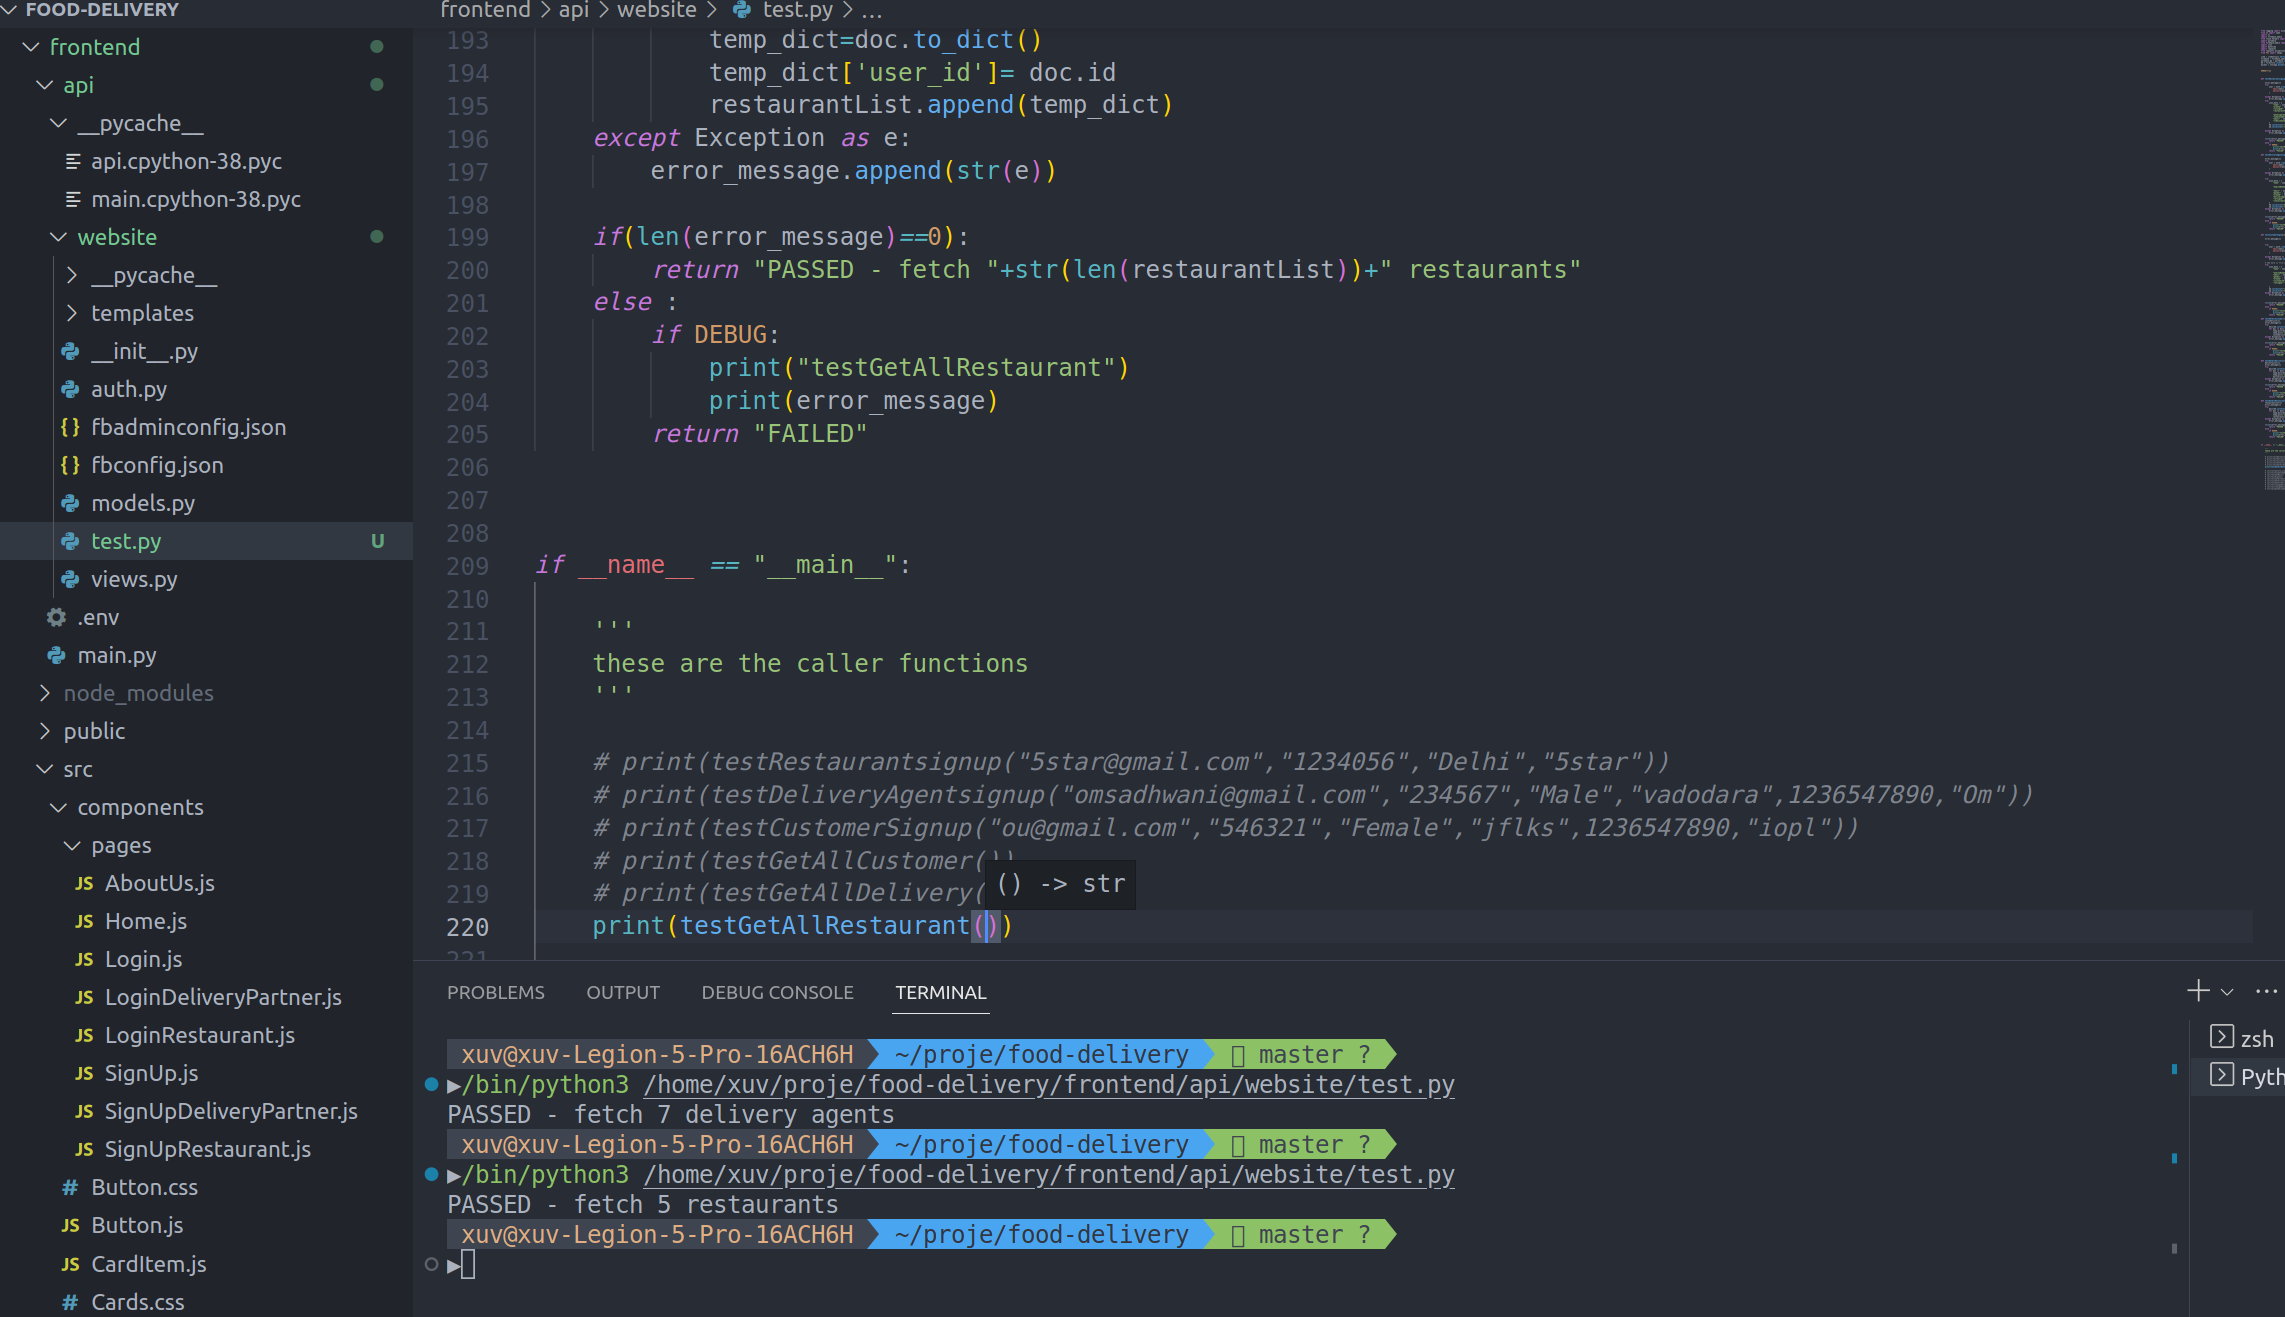 FOOD-DELIVERY
frontend
api
__pycache__
api.cpython-38.pyc
main.cpython-38.pyc
website
__pycache__
templates
__init__.py
auth.py
{} fbadminconfig.json
{} fbconfig.json
models.py
test.py U
views.py
.env
main.py
node_modules
public
src
components
pages
JS AboutUs.js
JS Home.js
JS Login.js
JS LoginDeliveryPartner.js
JS LoginRestaurant.js
JS SignUp.js
JS SignUpDeliveryPartner.js
JS SignUpRestaurant.js
# Button.css
JS Button.js
JS CardItem.js
# Cards.css
frontend > api > website > test.py > ...
193 temp_dict=doc.to_dict()
194 temp_dict['user_id']= doc.id
195 restaurantList.append(temp_dict)
196 except Exception as e:
197 error_message.append(str(e))
198
199 if(len(error_message)==0):
200 return "PASSED - fetch "+str(len(restaurantList))+" restaurants"
201 else :
202 if DEBUG:
203 print("testGetAllRestaurant")
204 print(error_message)
205 return "FAILED"
206
207
208
209 if __name__ == "__main__":
210
211 '''
212 these are the caller functions
213 '''
214
215 # print(testRestaurantsignup("5star@gmail.com","1234056","Delhi","5star"))
216 # print(testDeliveryAgentsignup("omsadhwani@gmail.com","234567","Male","vadodara",1236547890,"Om"))
217 # print(testCustomerSignup("ou@gmail.com","546321","Female","jflks",1236547890,"iopl"))
218 # print(testGetAllCustomer())
219 # print(testGetAllDelivery(
() -> str
220 print(testGetAllRestaurant())
221
PROBLEMS OUTPUT DEBUG CONSOLE TERMINAL
xuv@xuv-Legion-5-Pro-16ACH6H ~/proje/food-delivery master ?
▶/bin/python3 /home/xuv/proje/food-delivery/frontend/api/website/test.py
PASSED - fetch 7 delivery agents
xuv@xuv-Legion-5-Pro-16ACH6H ~/proje/food-delivery master ?
▶/bin/python3 /home/xuv/proje/food-delivery/frontend/api/website/test.py
PASSED - fetch 5 restaurants
xuv@xuv-Legion-5-Pro-16ACH6H ~/proje/food-delivery master ?
▶
zsh
Pyth